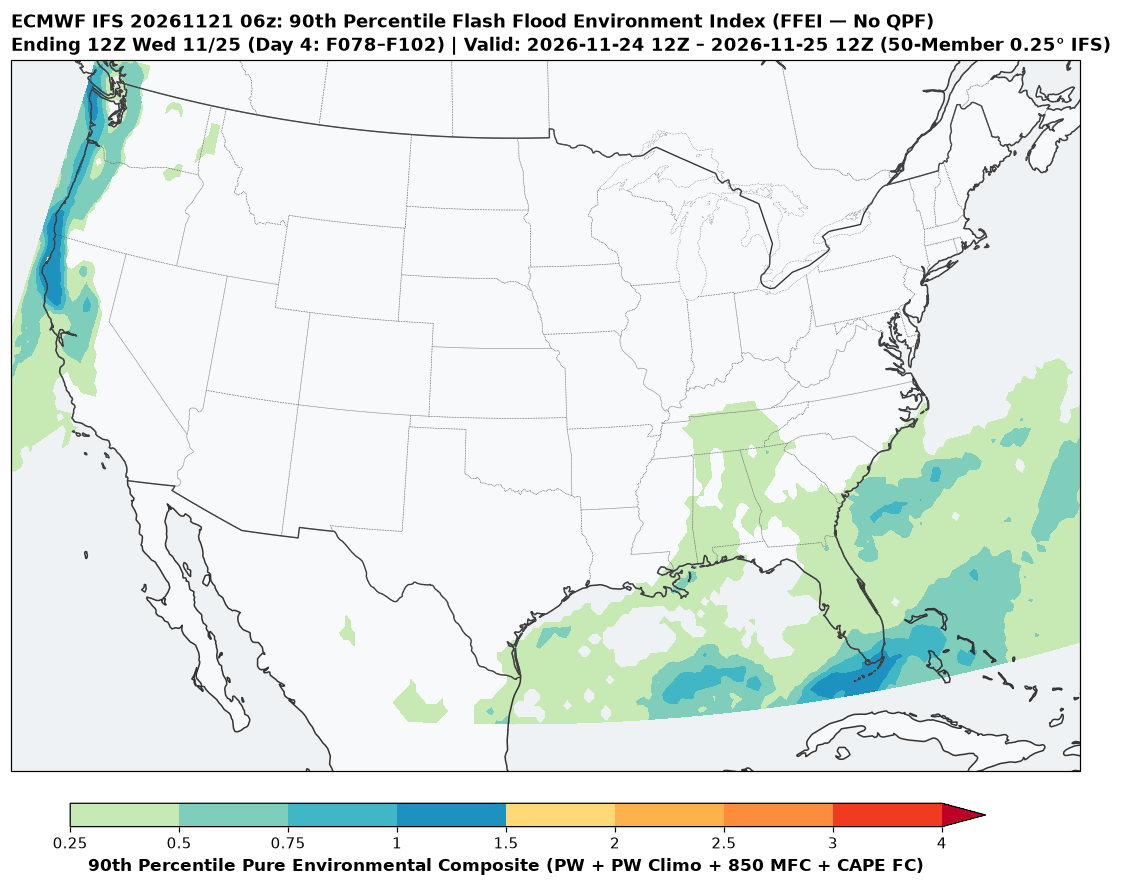 ECMWF IFS 20261121 06z: 90th Percentile Flash Flood Environment Index (FFEI — No QPF)
Ending 12Z Wed 11/25 (Day 4: F078–F102) | Valid: 2026-11-24 12Z – 2026-11-25 12Z (50-Member 0.25° IFS)
0.25 0.5 0.75 1 1.5 2 2.5 3 4
90th Percentile Pure Environmental Composite (PW + PW Climo + 850 MFC + CAPE FC)